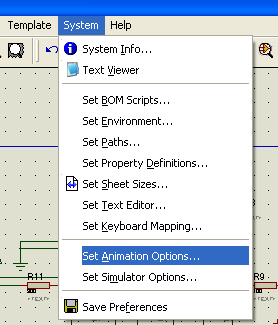 Template System Help
System Info...
Text Viewer
Set BOM Scripts...
Set Environment...
Set Paths...
Set Property Definitions...
Set Sheet Sizes...
Set Text Editor...
Set Keyboard Mapping...
Set Animation Options...
Set Simulator Options...
Save Preferences
R11
R9
<TEXT>